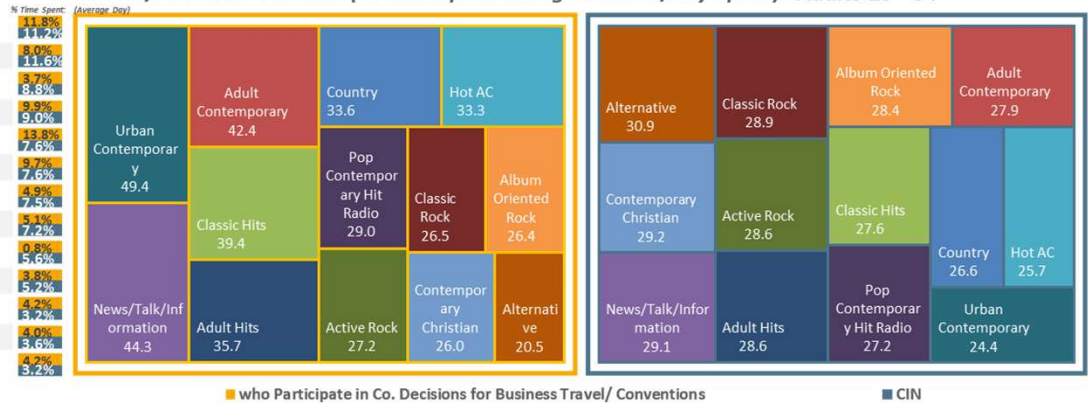 % Time Spent: (Average Day)
11.8%
11.2%
8.0%
11.6%
3.7%
8.8%
9.9%
9.0%
13.8%
7.6%
9.7%
7.6%
4.9%
7.5%
5.1%
7.2%
0.8%
5.6%
3.8%
5.2%
4.2%
3.2%
4.0%
3.6%
4.2%
3.2%
Urban
Contemporar
y
49.4
News/Talk/Inf
ormation
44.3
Adult
Contemporary
42.4
Classic Hits
39.4
Adult Hits
35.7
Country
33.6
Hot AC
33.3
Pop
Contempor
ary Hit
Radio
29.0
Classic
Rock
26.5
Album
Oriented
Rock
26.4
Active Rock
27.2
Contempor
ary
Christian
26.0
Alternati
ve
20.5
Alternative
30.9
Contemporary
Christian
29.2
News/Talk/Infor
mation
29.1
Classic Rock
28.9
Active Rock
28.6
Adult Hits
28.6
Album Oriented
Rock
28.4
Adult
Contemporary
27.9
Classic Hits
27.6
Pop
Contemporar
y Hit Radio
27.2
Country
26.6
Hot AC
25.7
Urban
Contemporary
24.4
who Participate in Co. Decisions for Business Travel/ Conventions
CIN